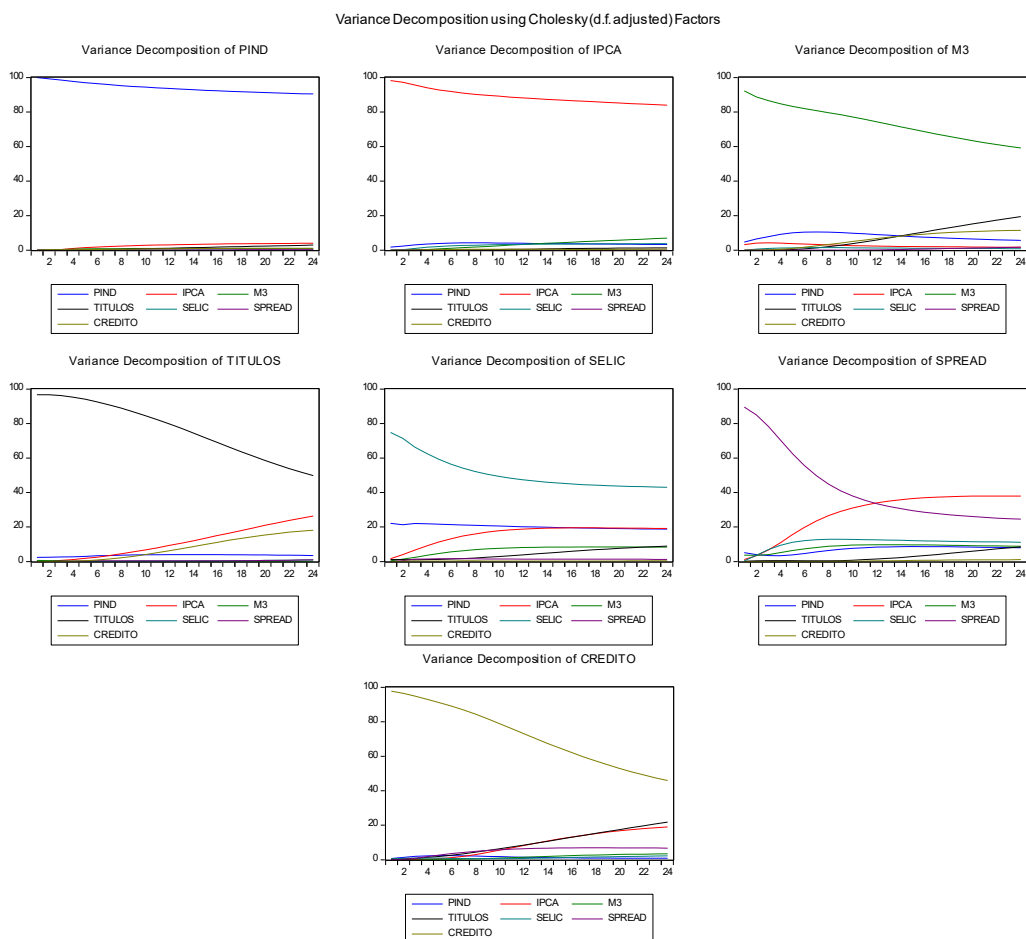 Variance Decomposition using Cholesky (d.f. adjusted) Factors
Variance Decomposition of PIND
100
80
60
40
20
0
2 4 6 8 10 12 14 16 18 20 22 24
PIND IPCA M3
TITULOS SELIC SPREAD
CREDITO
Variance Decomposition of IPCA
100
80
60
40
20
0
2 4 6 8 10 12 14 16 18 20 22 24
PIND IPCA M3
TITULOS SELIC SPREAD
CREDITO
Variance Decomposition of M3
100
80
60
40
20
0
2 4 6 8 10 12 14 16 18 20 22 24
PIND IPCA M3
TITULOS SELIC SPREAD
CREDITO
Variance Decomposition of TITULOS
100
80
60
40
20
0
2 4 6 8 10 12 14 16 18 20 22 24
PIND IPCA M3
TITULOS SELIC SPREAD
CREDITO
Variance Decomposition of SELIC
100
80
60
40
20
0
2 4 6 8 10 12 14 16 18 20 22 24
PIND IPCA M3
TITULOS SELIC SPREAD
CREDITO
Variance Decomposition of SPREAD
100
80
60
40
20
0
2 4 6 8 10 12 14 16 18 20 22 24
PIND IPCA M3
TITULOS SELIC SPREAD
CREDITO
Variance Decomposition of CREDITO
100
80
60
40
20
0
2 4 6 8 10 12 14 16 18 20 22 24
PIND IPCA M3
TITULOS SELIC SPREAD
CREDITO